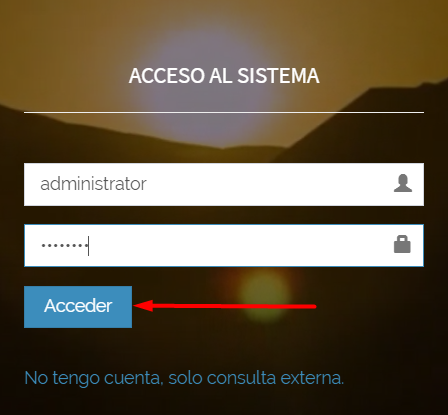 ACCESO AL SISTEMA
administrator
••••••••
Acceder
No tengo cuenta, solo consulta externa.